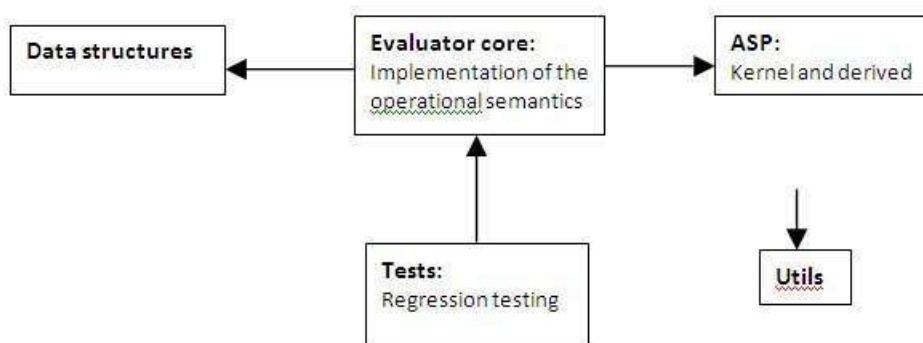 Data structures
Evaluator core:
Implementation of the
operational semantics
ASP:
Kernel and derived
Tests:
Regression testing
Utils